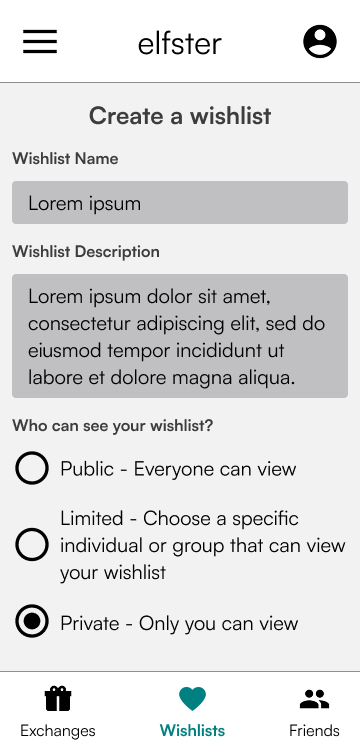 elfster
Create a wishlist
Wishlist Name
Lorem ipsum
Wishlist Description
Lorem ipsum dolor sit amet,
consectetur adipiscing elit, sed do
eiusmod tempor incididunt ut
labore et dolore magna aliqua.
Who can see your wishlist?
Public - Everyone can view
Limited - Choose a specific
individual or group that can view
your wishlist
Private - Only you can view
Exchanges
Wishlists
Friends